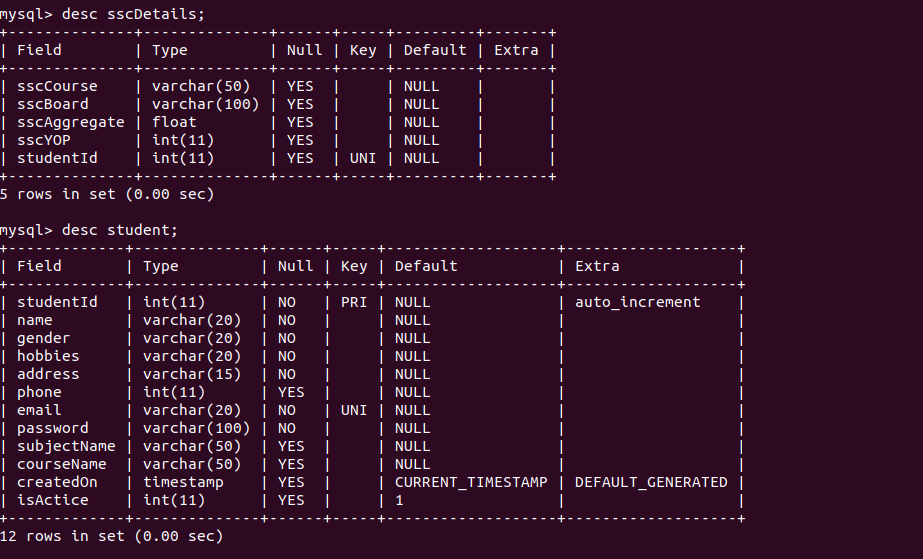 mysql> desc sscDetails;
+--------------+--------------+------+-----+---------+-------+
| Field        | Type         | Null | Key | Default | Extra |
+--------------+--------------+------+-----+---------+-------+
| sscCourse    | varchar(50)  | YES  |     | NULL    |       |
| sscBoard     | varchar(100) | YES  |     | NULL    |       |
| sscAggregate | float        | YES  |     | NULL    |       |
| sscYOP       | int(11)      | YES  |     | NULL    |       |
| studentId    | int(11)      | YES  | UNI | NULL    |       |
+--------------+--------------+------+-----+---------+-------+
5 rows in set (0.00 sec)

mysql> desc student;
+-------------+--------------+------+-----+-------------------+-------------------+
| Field       | Type         | Null | Key | Default           | Extra             |
+-------------+--------------+------+-----+-------------------+-------------------+
| studentId   | int(11)      | NO   | PRI | NULL              | auto_increment    |
| name        | varchar(20)  | NO   |     | NULL              |                   |
| gender      | varchar(20)  | NO   |     | NULL              |                   |
| hobbies     | varchar(20)  | NO   |     | NULL              |                   |
| address     | varchar(15)  | NO   |     | NULL              |                   |
| phone       | int(11)      | YES  |     | NULL              |                   |
| email       | varchar(20)  | NO   | UNI | NULL              |                   |
| password    | varchar(100) | NO   |     | NULL              |                   |
| subjectName | varchar(50)  | YES  |     | NULL              |                   |
| courseName  | varchar(50)  | YES  |     | NULL              |                   |
| createdOn   | timestamp    | YES  |     | CURRENT_TIMESTAMP | DEFAULT_GENERATED |
| isActice    | int(11)      | YES  |     | 1                 |                   |
+-------------+--------------+------+-----+-------------------+-------------------+
12 rows in set (0.00 sec)